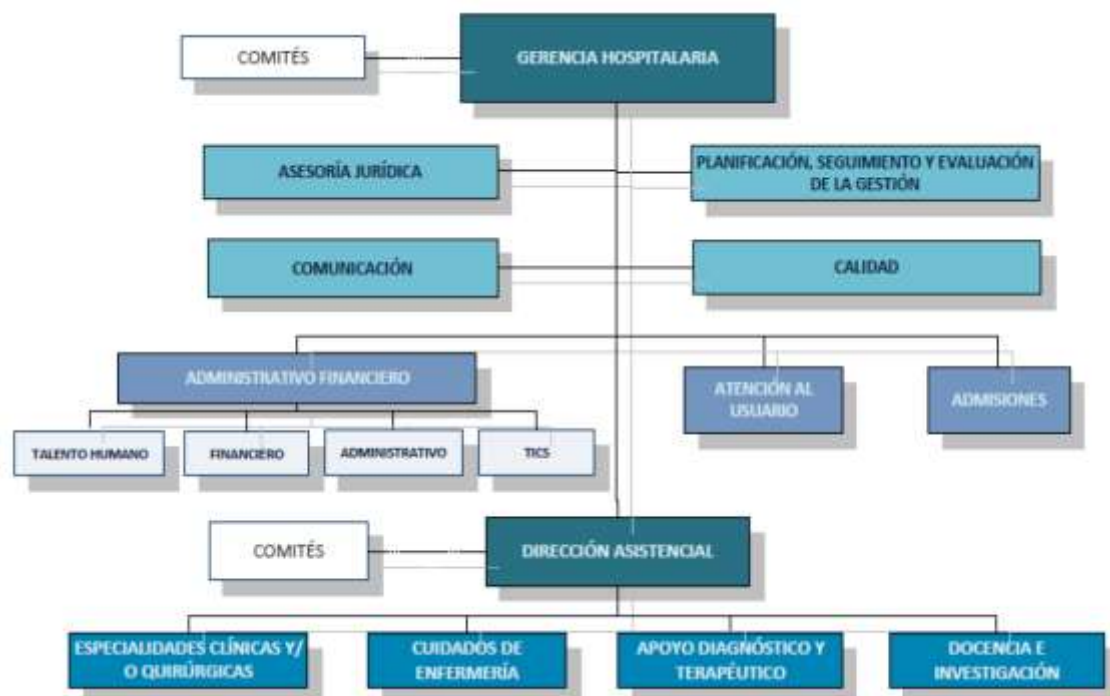 COMITÉS
GERENCIA HOSPITALARIA
ASESORÍA JURÍDICA
PLANIFICACIÓN, SEGUIMIENTO Y EVALUACIÓN
DE LA GESTIÓN
COMUNICACIÓN
CALIDAD
ADMINISTRATIVO FINANCIERO
ATENCIÓN AL
USUARIO
ADMISIONES
TALENTO HUMANO
FINANCIERO
ADMINISTRATIVO
TICS
COMITÉS
DIRECCIÓN ASISTENCIAL
ESPECIALIDADES CLÍNICAS Y/
O QUIRÚRGICAS
CUIDADOS DE
ENFERMERÍA
APOYO DIAGNÓSTICO Y
TERAPÉUTICO
DOCENCIA E
INVESTIGACIÓN